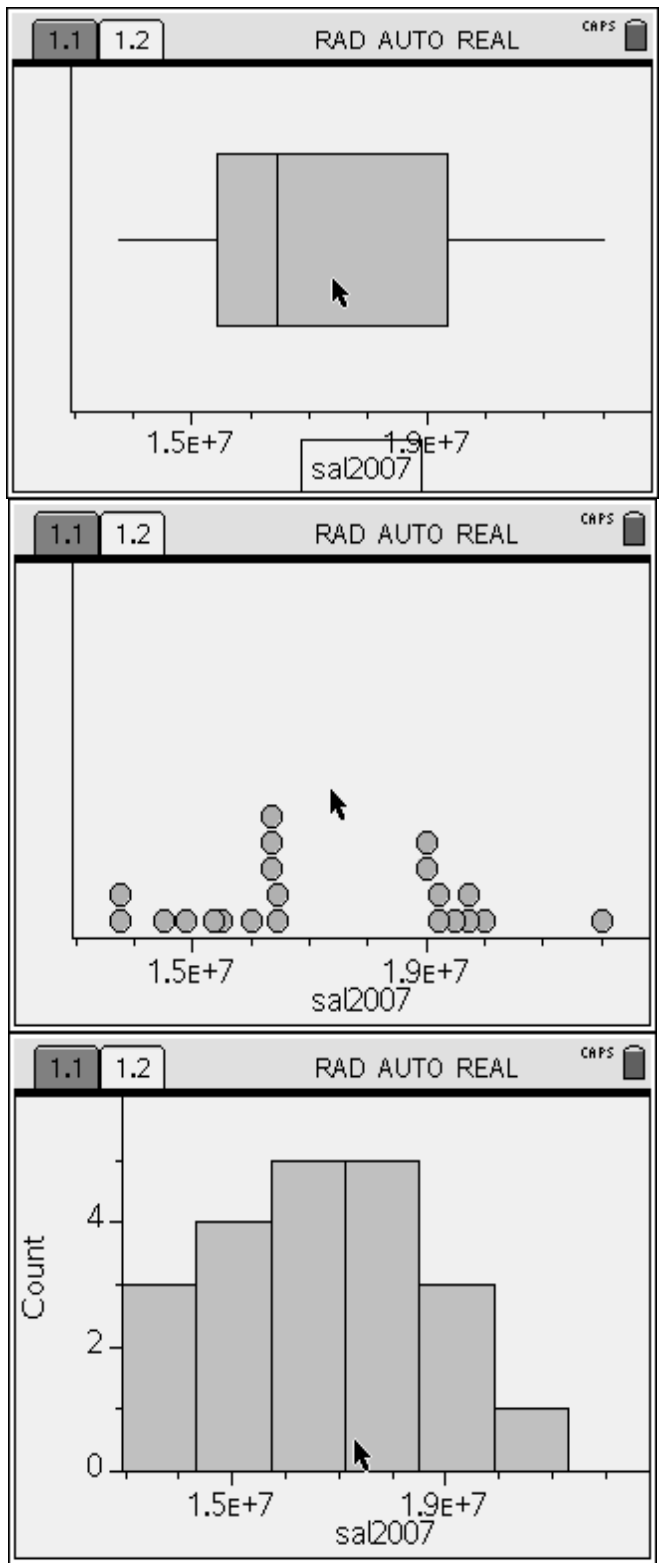 1.1 1.2 RAD AUTO REAL CAPS
1.5E+7 1.9E+7
sal2007
1.1 1.2 RAD AUTO REAL CAPS
1.5E+7 1.9E+7
sal2007
1.1 1.2 RAD AUTO REAL CAPS
Count
4
2
0
1.5E+7 1.9E+7
sal2007